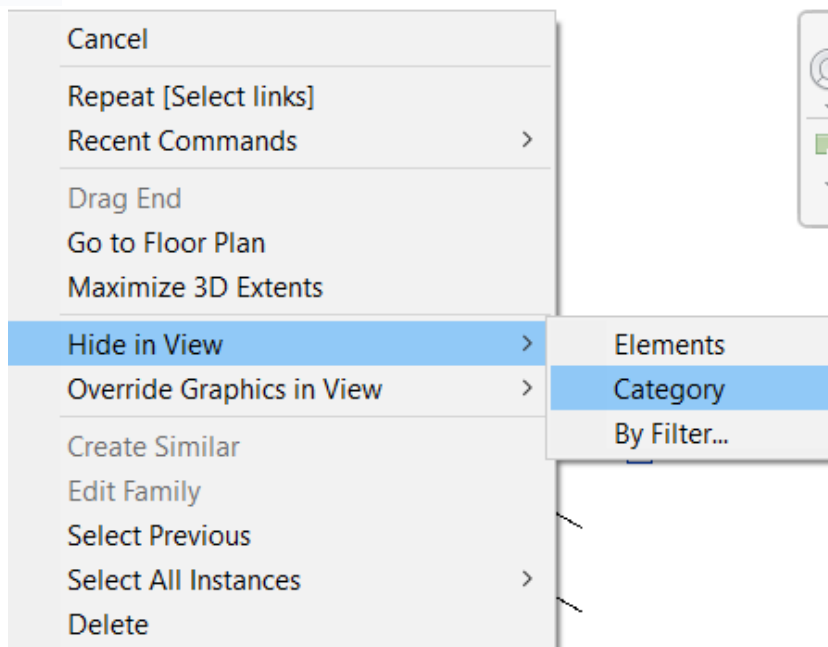 Cancel
Repeat [Select links]
Recent Commands
Drag End
Go to Floor Plan
Maximize 3D Extents
Hide in View
Override Graphics in View
Create Similar
Edit Family
Select Previous
Select All Instances
Delete
Elements
Category
By Filter...